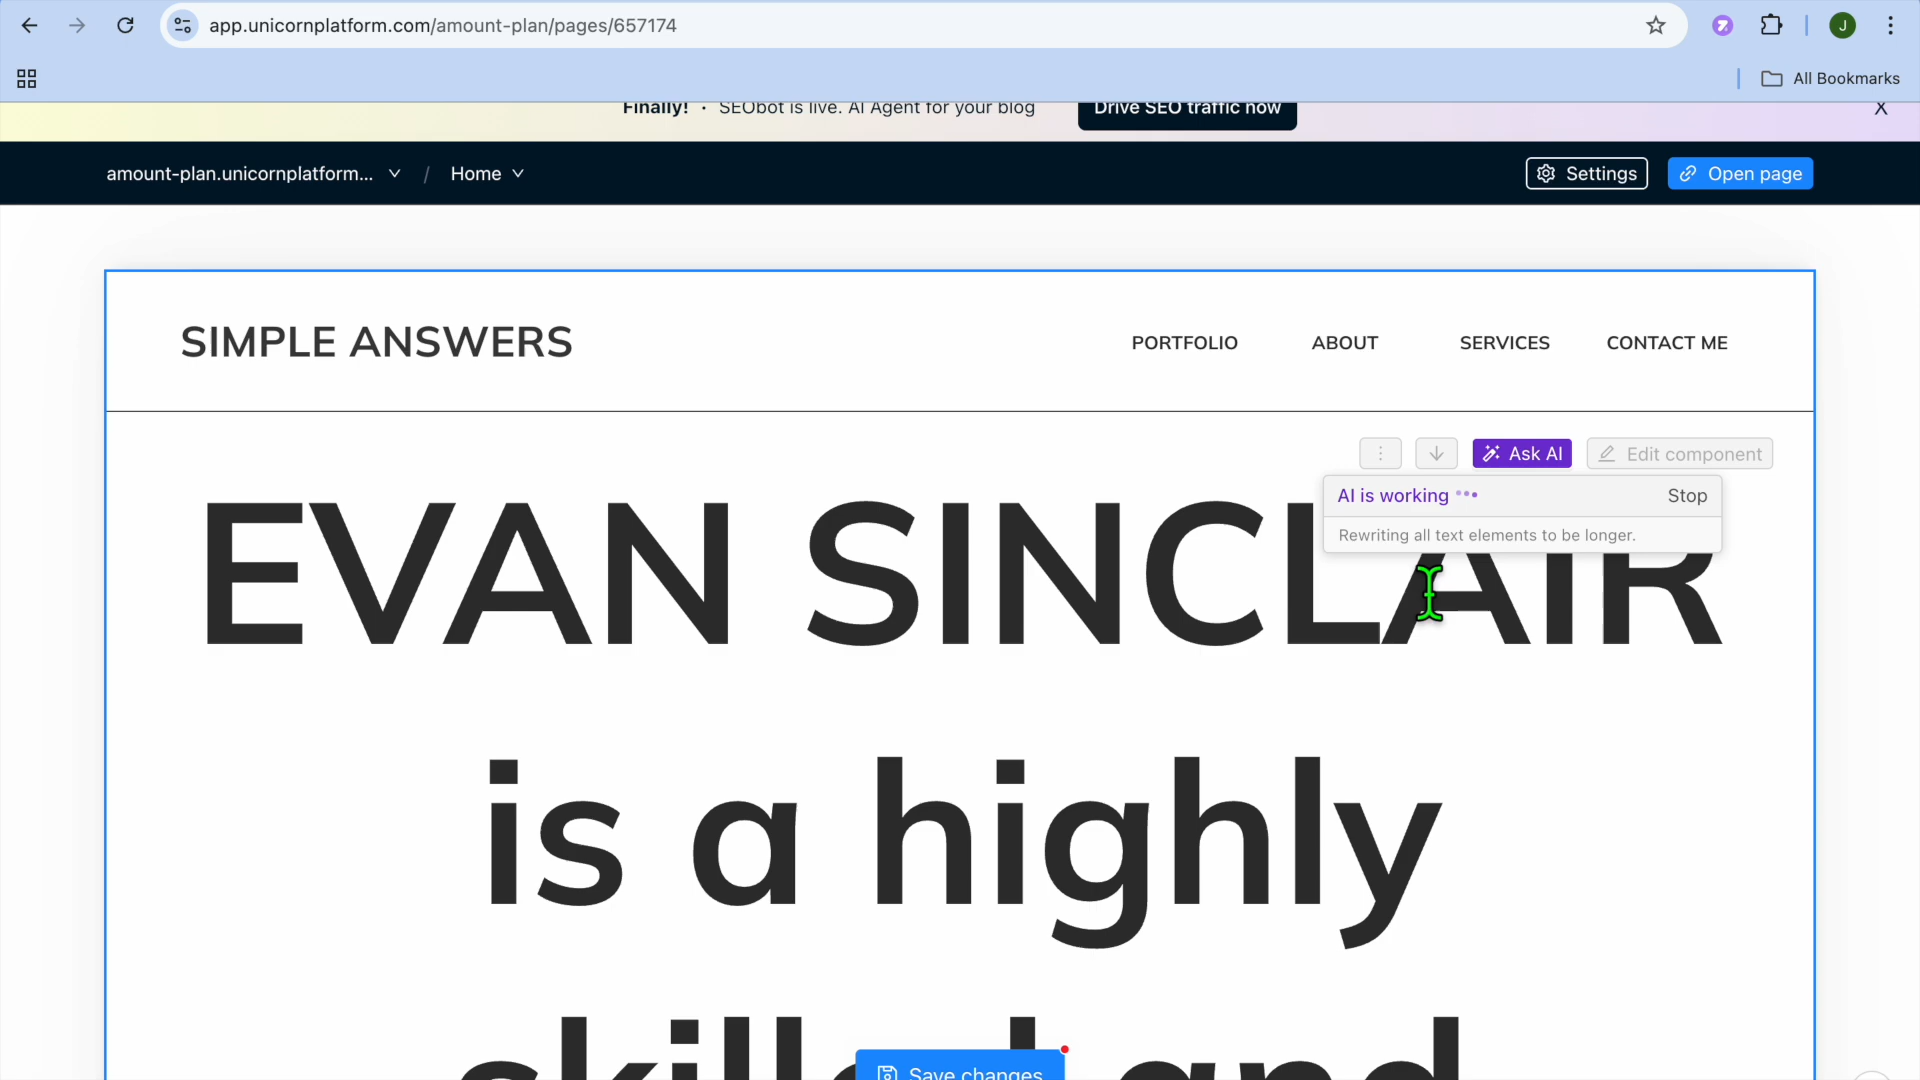 app.unicornplatform.com/amount-plan/pages/657174
J
All Bookmarks
Finally! · SEObot is live. AI Agent for your blog
Drive SEO traffic now
X
amount-plan.unicornplatform... / Home
Settings
Open page
SIMPLE ANSWERS
PORTFOLIO ABOUT SERVICES CONTACT ME
Ask AI
Edit component
AI is working
Stop
Rewriting all text elements to be longer.
EVAN SINCLAIR
is a highly
skilled and
Save changes